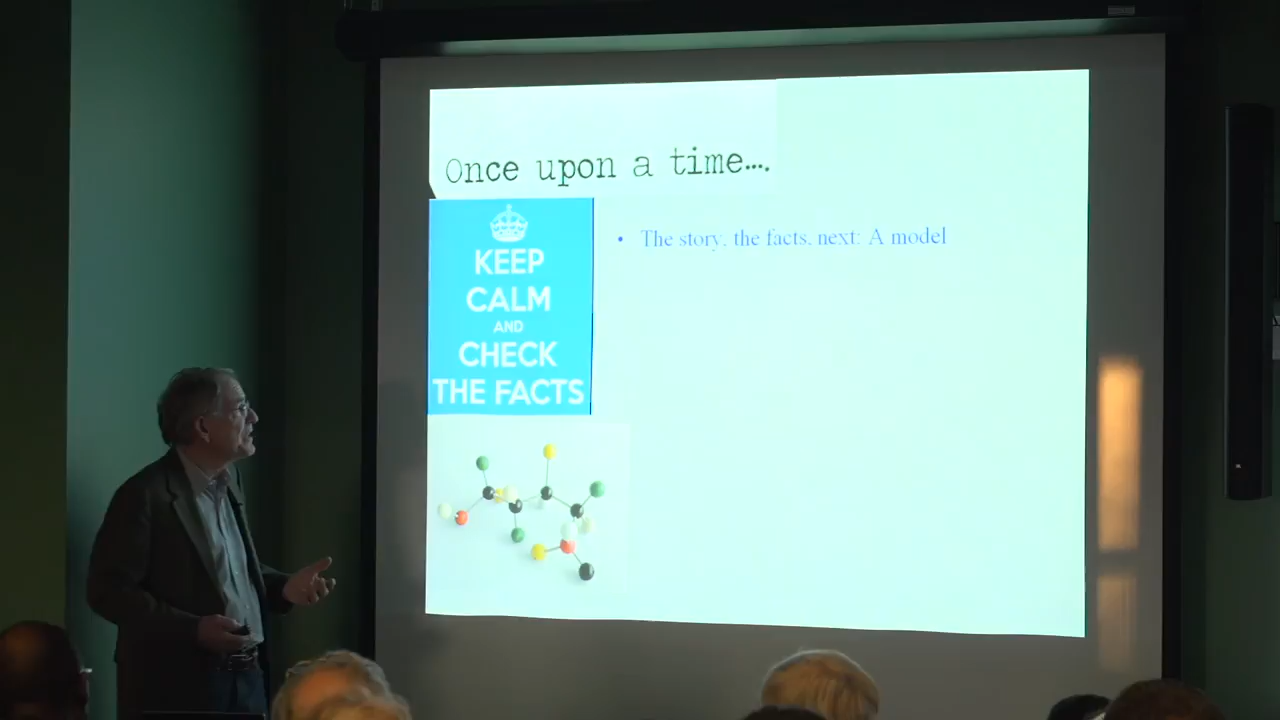 Once upon a time….
KEEP
CALM
AND
CHECK
THE FACTS
• The story, the facts, next: A model